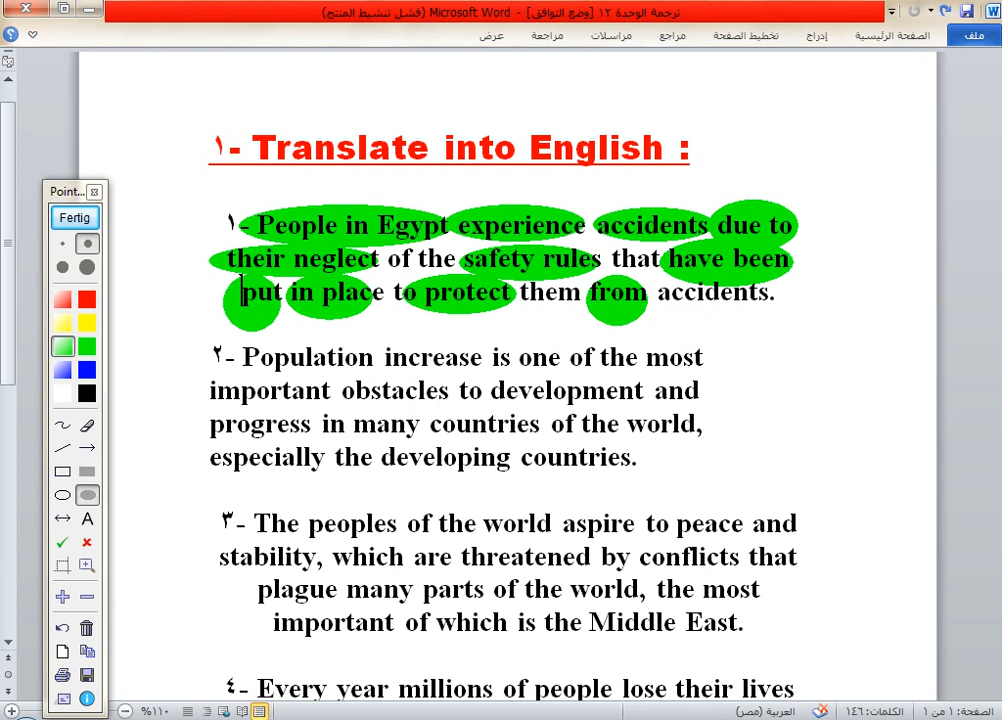 ترجمة الوحدة ١٢ [وضع التوافق] - Microsoft Word (فشل تنشيط المنتج)
ملف الصفحة الرئيسية إدراج تخطيط الصفحة مراجع مراسلات مراجعة عرض
١- Translate into English :
Point...
Fertig
١- People in Egypt experience accidents due to
their neglect of the safety rules that have been
put in place to protect them from accidents.
٢- Population increase is one of the most
important obstacles to development and
progress in many countries of the world,
especially the developing countries.
٣- The peoples of the world aspire to peace and
stability, which are threatened by conflicts that
plague many parts of the world, the most
important of which is the Middle East.
٤- Every year millions of people lose their lives
A
%١١٠ العربية (مصر) الكلمات: ١٤٦ صفحة: ١ من ١